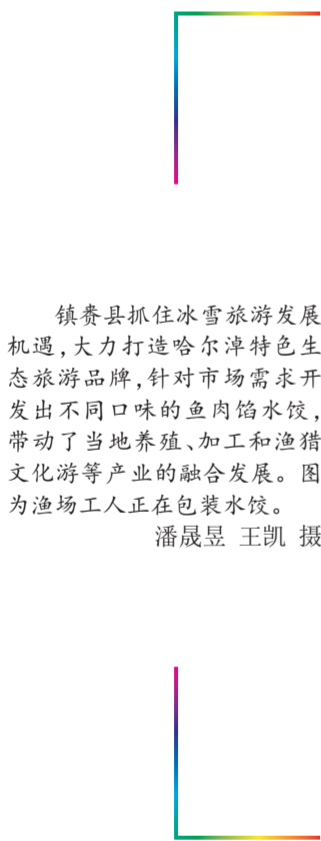 镇赉县抓住冰雪旅游发展
机遇,大力打造哈尔淖特色生
态旅游品牌,针对市场需求开
发出不同口味的鱼肉馅水饺,
带动了当地养殖、加工和渔猎
文化游等产业的融合发展。图
为渔场工人正在包装水饺。
潘晟昱 王凯 摄